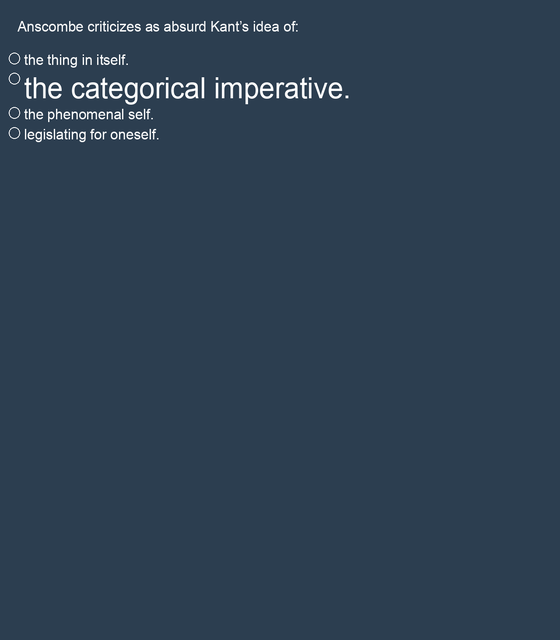 Anscombe criticizes as absurd Kant's idea of:
the thing in itself.
the categorical imperative.
the phenomenal self.
legislating for oneself.